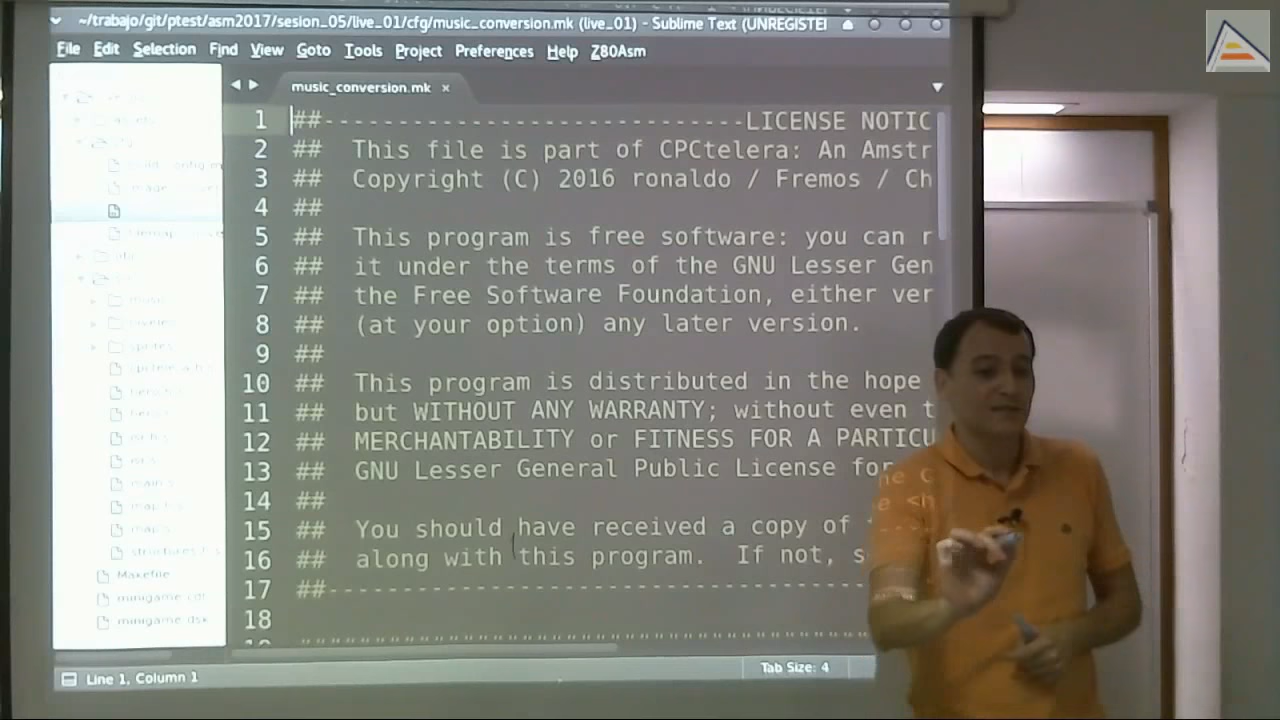 ~/trabajo/git/ptest/asm2017/sesion_05/live_01/cfg/music_conversion.mk (live_01) - Sublime Text (UNREGISTE
File Edit Selection Find View Goto Tools Project Preferences Help Z80Asm
music_conversion.mk ×
1 ##-----------------------------LICENSE NOTIC
2 ## This file is part of CPCtelera: An Amstr
3 ## Copyright (C) 2016 ronaldo / Fremos / Ch
4 ##
5 ## This program is free software: you can r
6 ## it under the terms of the GNU Lesser Gen
7 ## the Free Software Foundation, either ver
8 ## (at your option) any later version.
9 ##
10 ## This program is distributed in the hope
11 ## but WITHOUT ANY WARRANTY; without even t
12 ## MERCHANTABILITY or FITNESS FOR A PARTICU
13 ## GNU Lesser General Public License for
14 ##
15 ## You should have received a copy of
16 ## along with this program. If not, s
17 ##-------------------------------------
18
music
sprites
main.s
map.h.s
map.s
structures.h.s
Makefile
minigame.cdt
minigame.dsk
Line 1, Column 1
Tab Size: 4